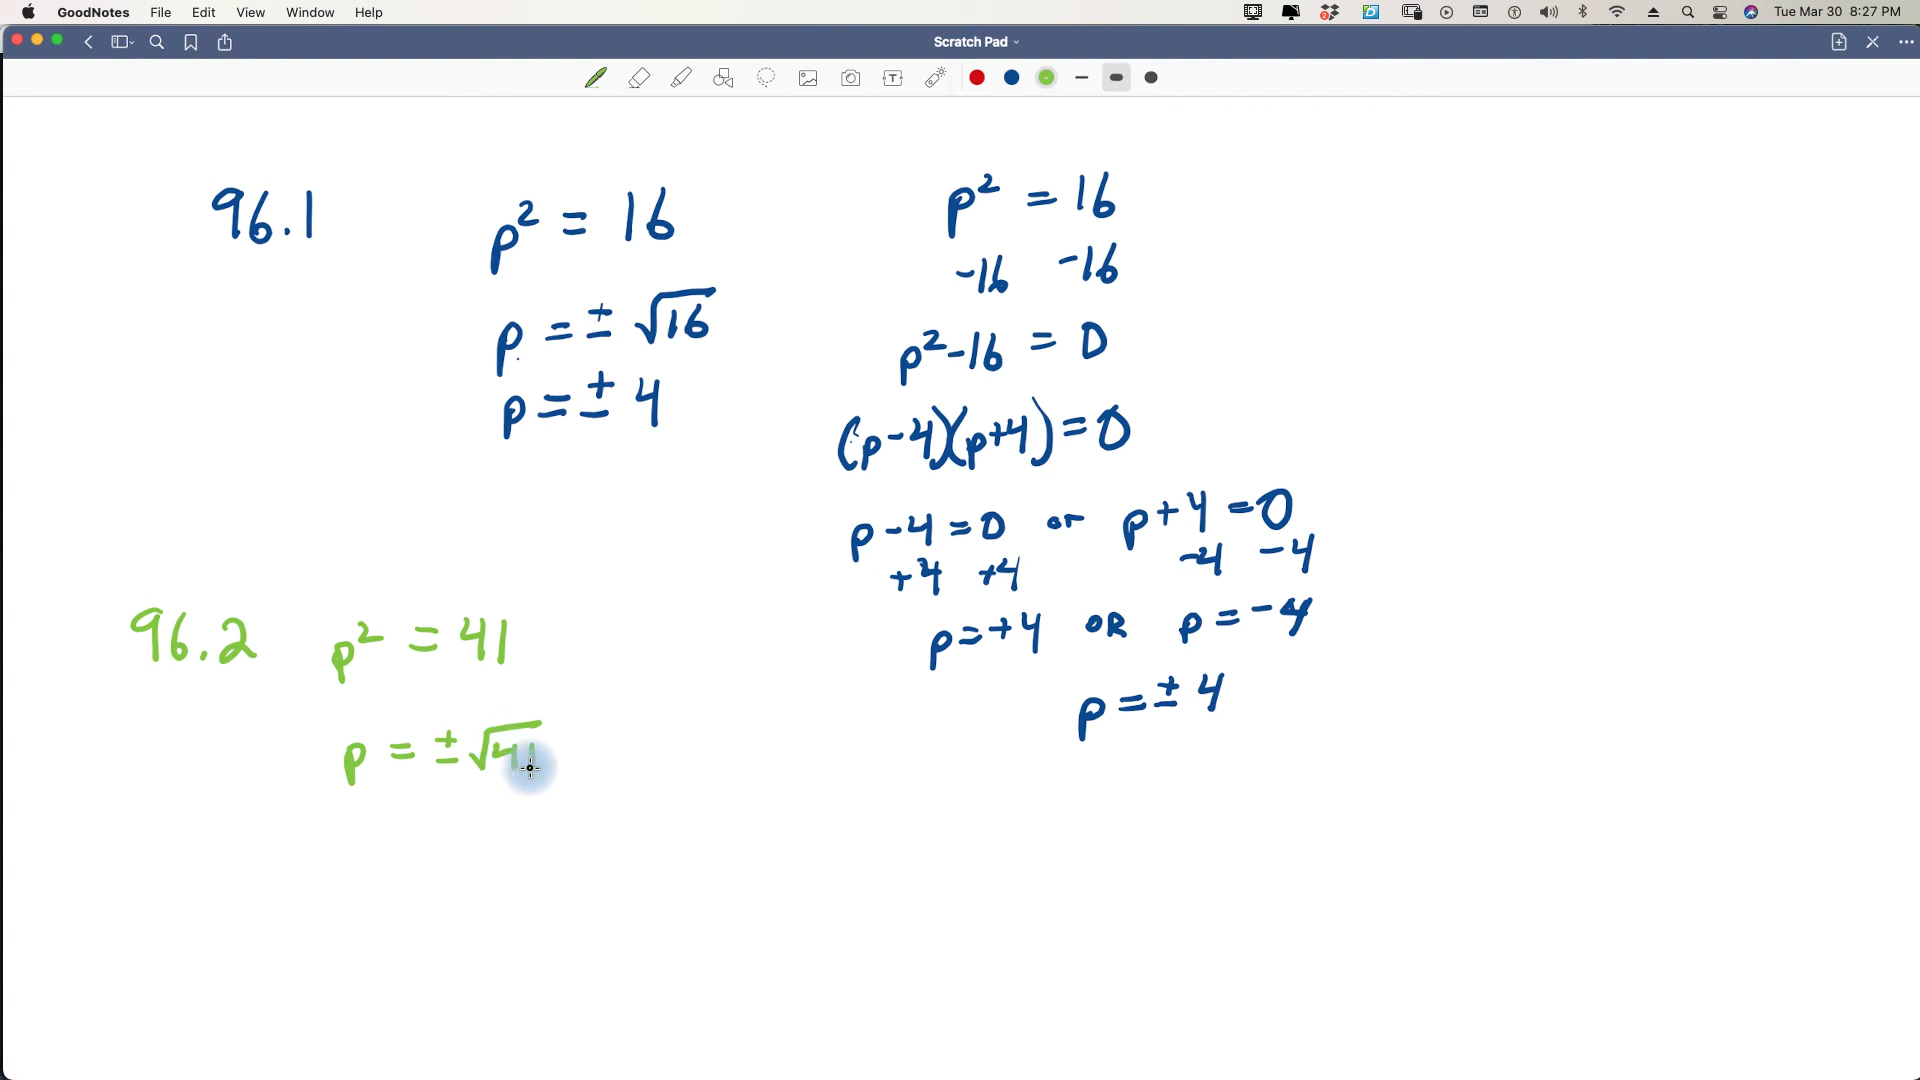 GoodNotes File Edit View Window Help
Tue Mar 30 8:27 PM
Scratch Pad
T
96.1
p² = 16
p = ± √16
p = ± 4
p² = 16
-16 -16
p² - 16 = 0
(p - 4)(p + 4) = 0
p - 4 = 0 or p + 4 = 0
+4 +4 -4 -4
p = +4 OR p = -4
p = ± 4
96.2 p² = 41
p = ± √41